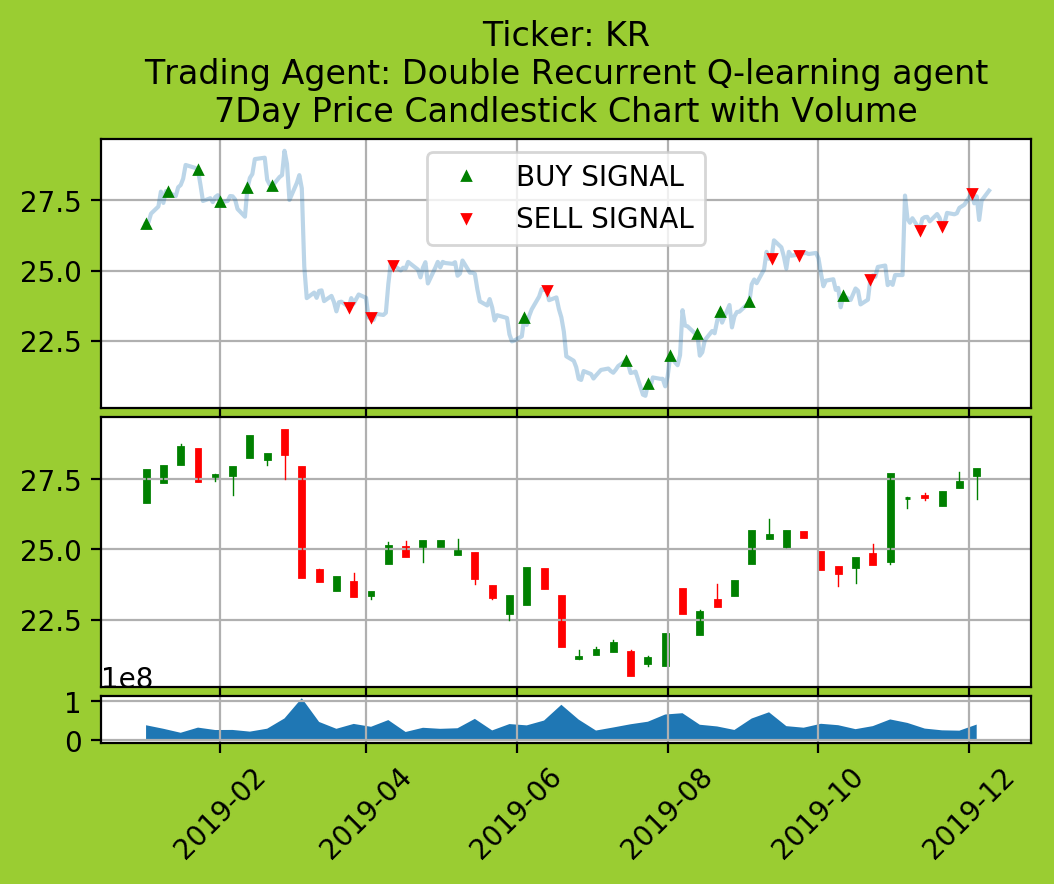 Ticker: KR
Trading Agent: Double Recurrent Q-learning agent
7Day Price Candlestick Chart with Volume
BUY SIGNAL
SELL SIGNAL
27.5
25.0
22.5
27.5
25.0
22.5
1e8
1
0
2019-02
2019-04
2019-06
2019-08
2019-10
2019-12